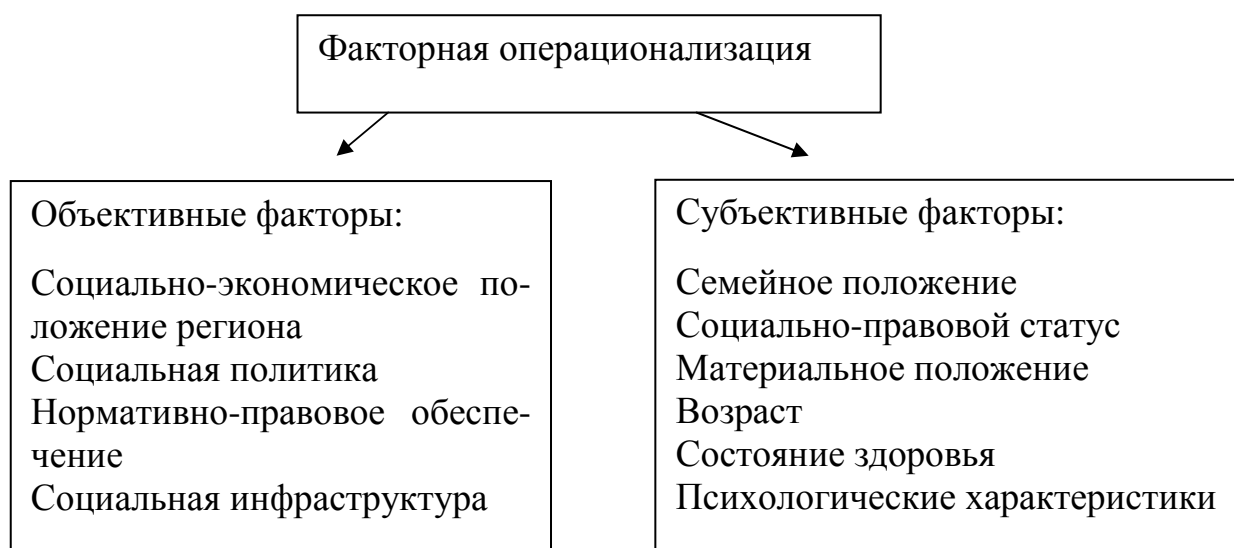 Факторная операционализация
Объективные факторы:
Социально-экономическое по-
ложение региона
Социальная политика
Нормативно-правовое обеспе-
чение
Социальная инфраструктура
Субъективные факторы:
Семейное положение
Социально-правовой статус
Материальное положение
Возраст
Состояние здоровья
Психологические характеристики